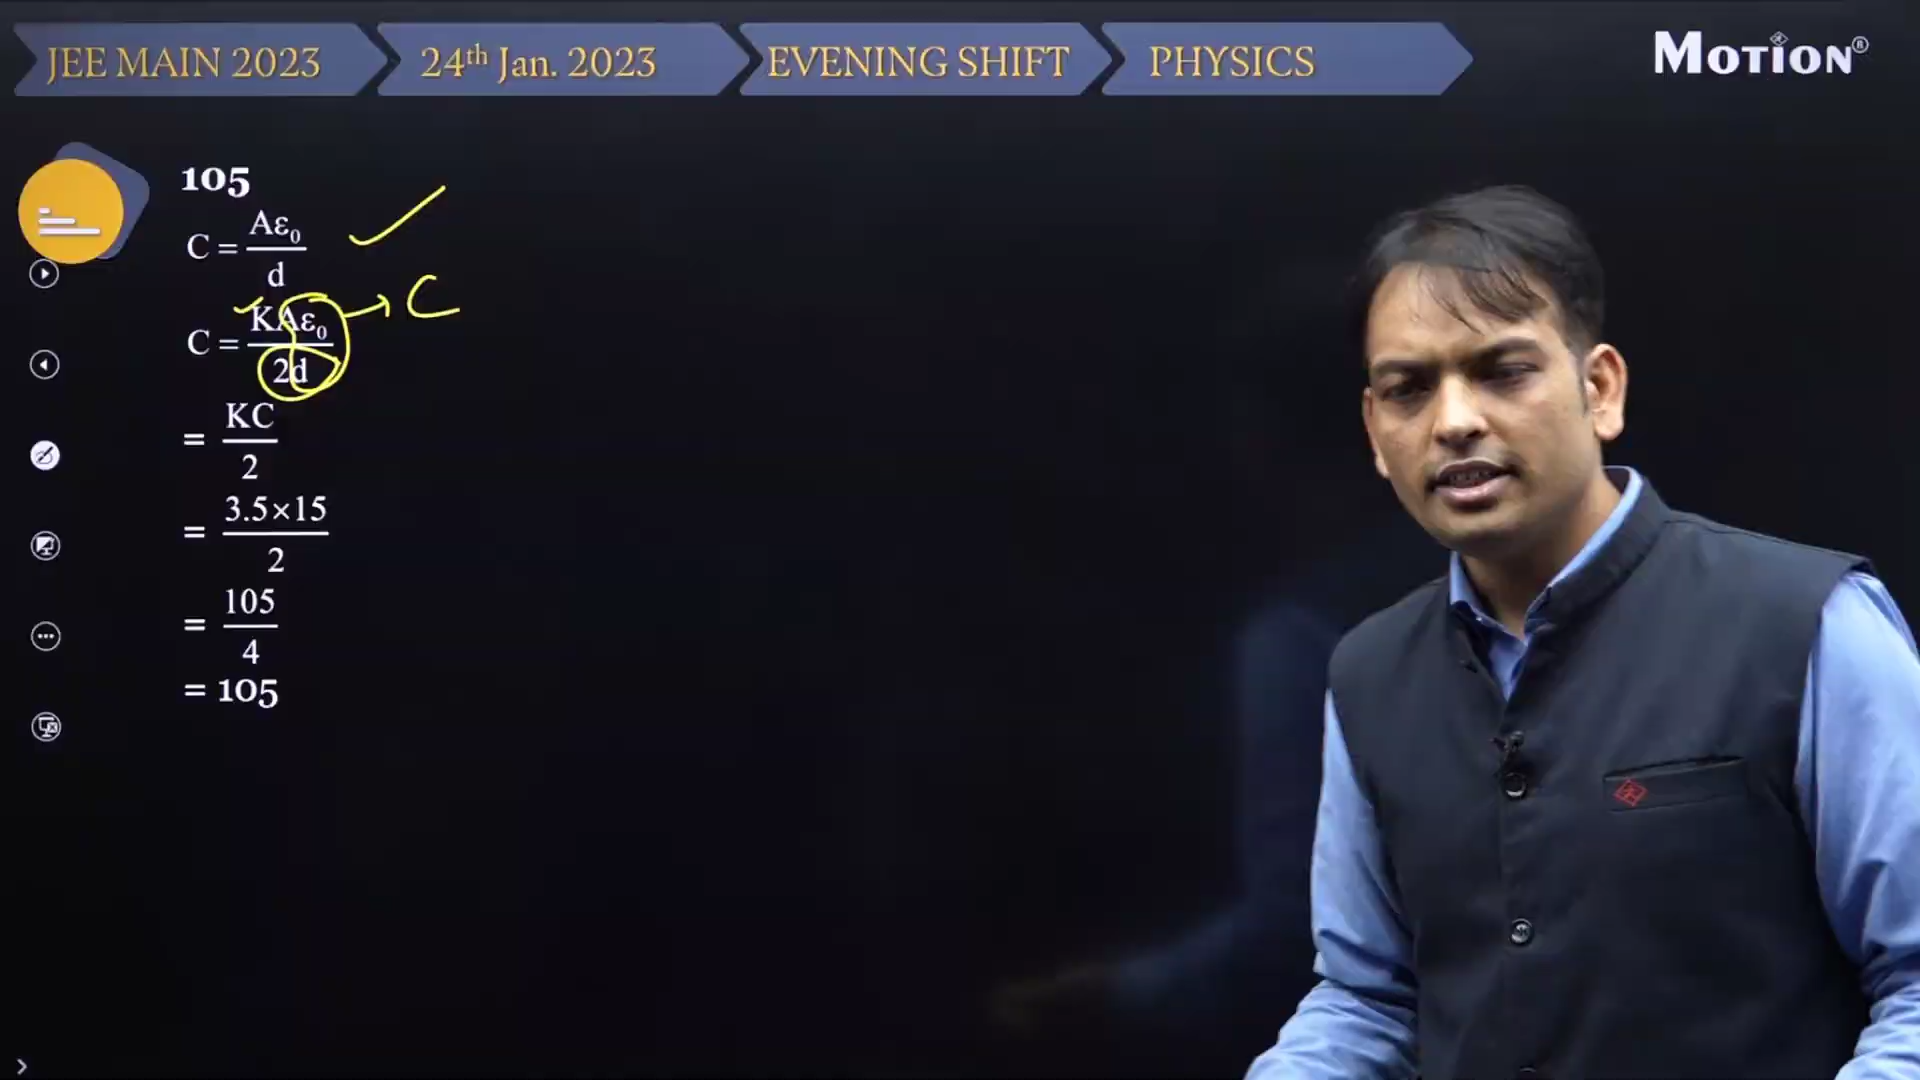 JEE MAIN 2023
24th Jan. 2023
EVENING SHIFT
PHYSICS
MOTION®
105
C = Aε₀/d
C = KAε₀/2d → C
= KC/2
= 3.5×15/2
= 105/4
= 105